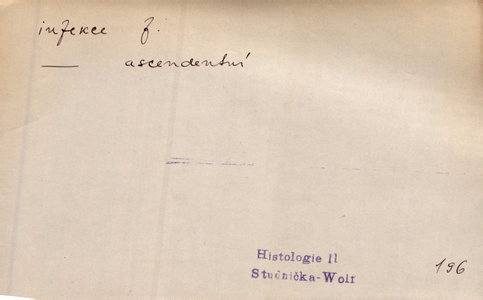 infekce f.
— ascendentní
Histologie II
Studnička-Wolf
196